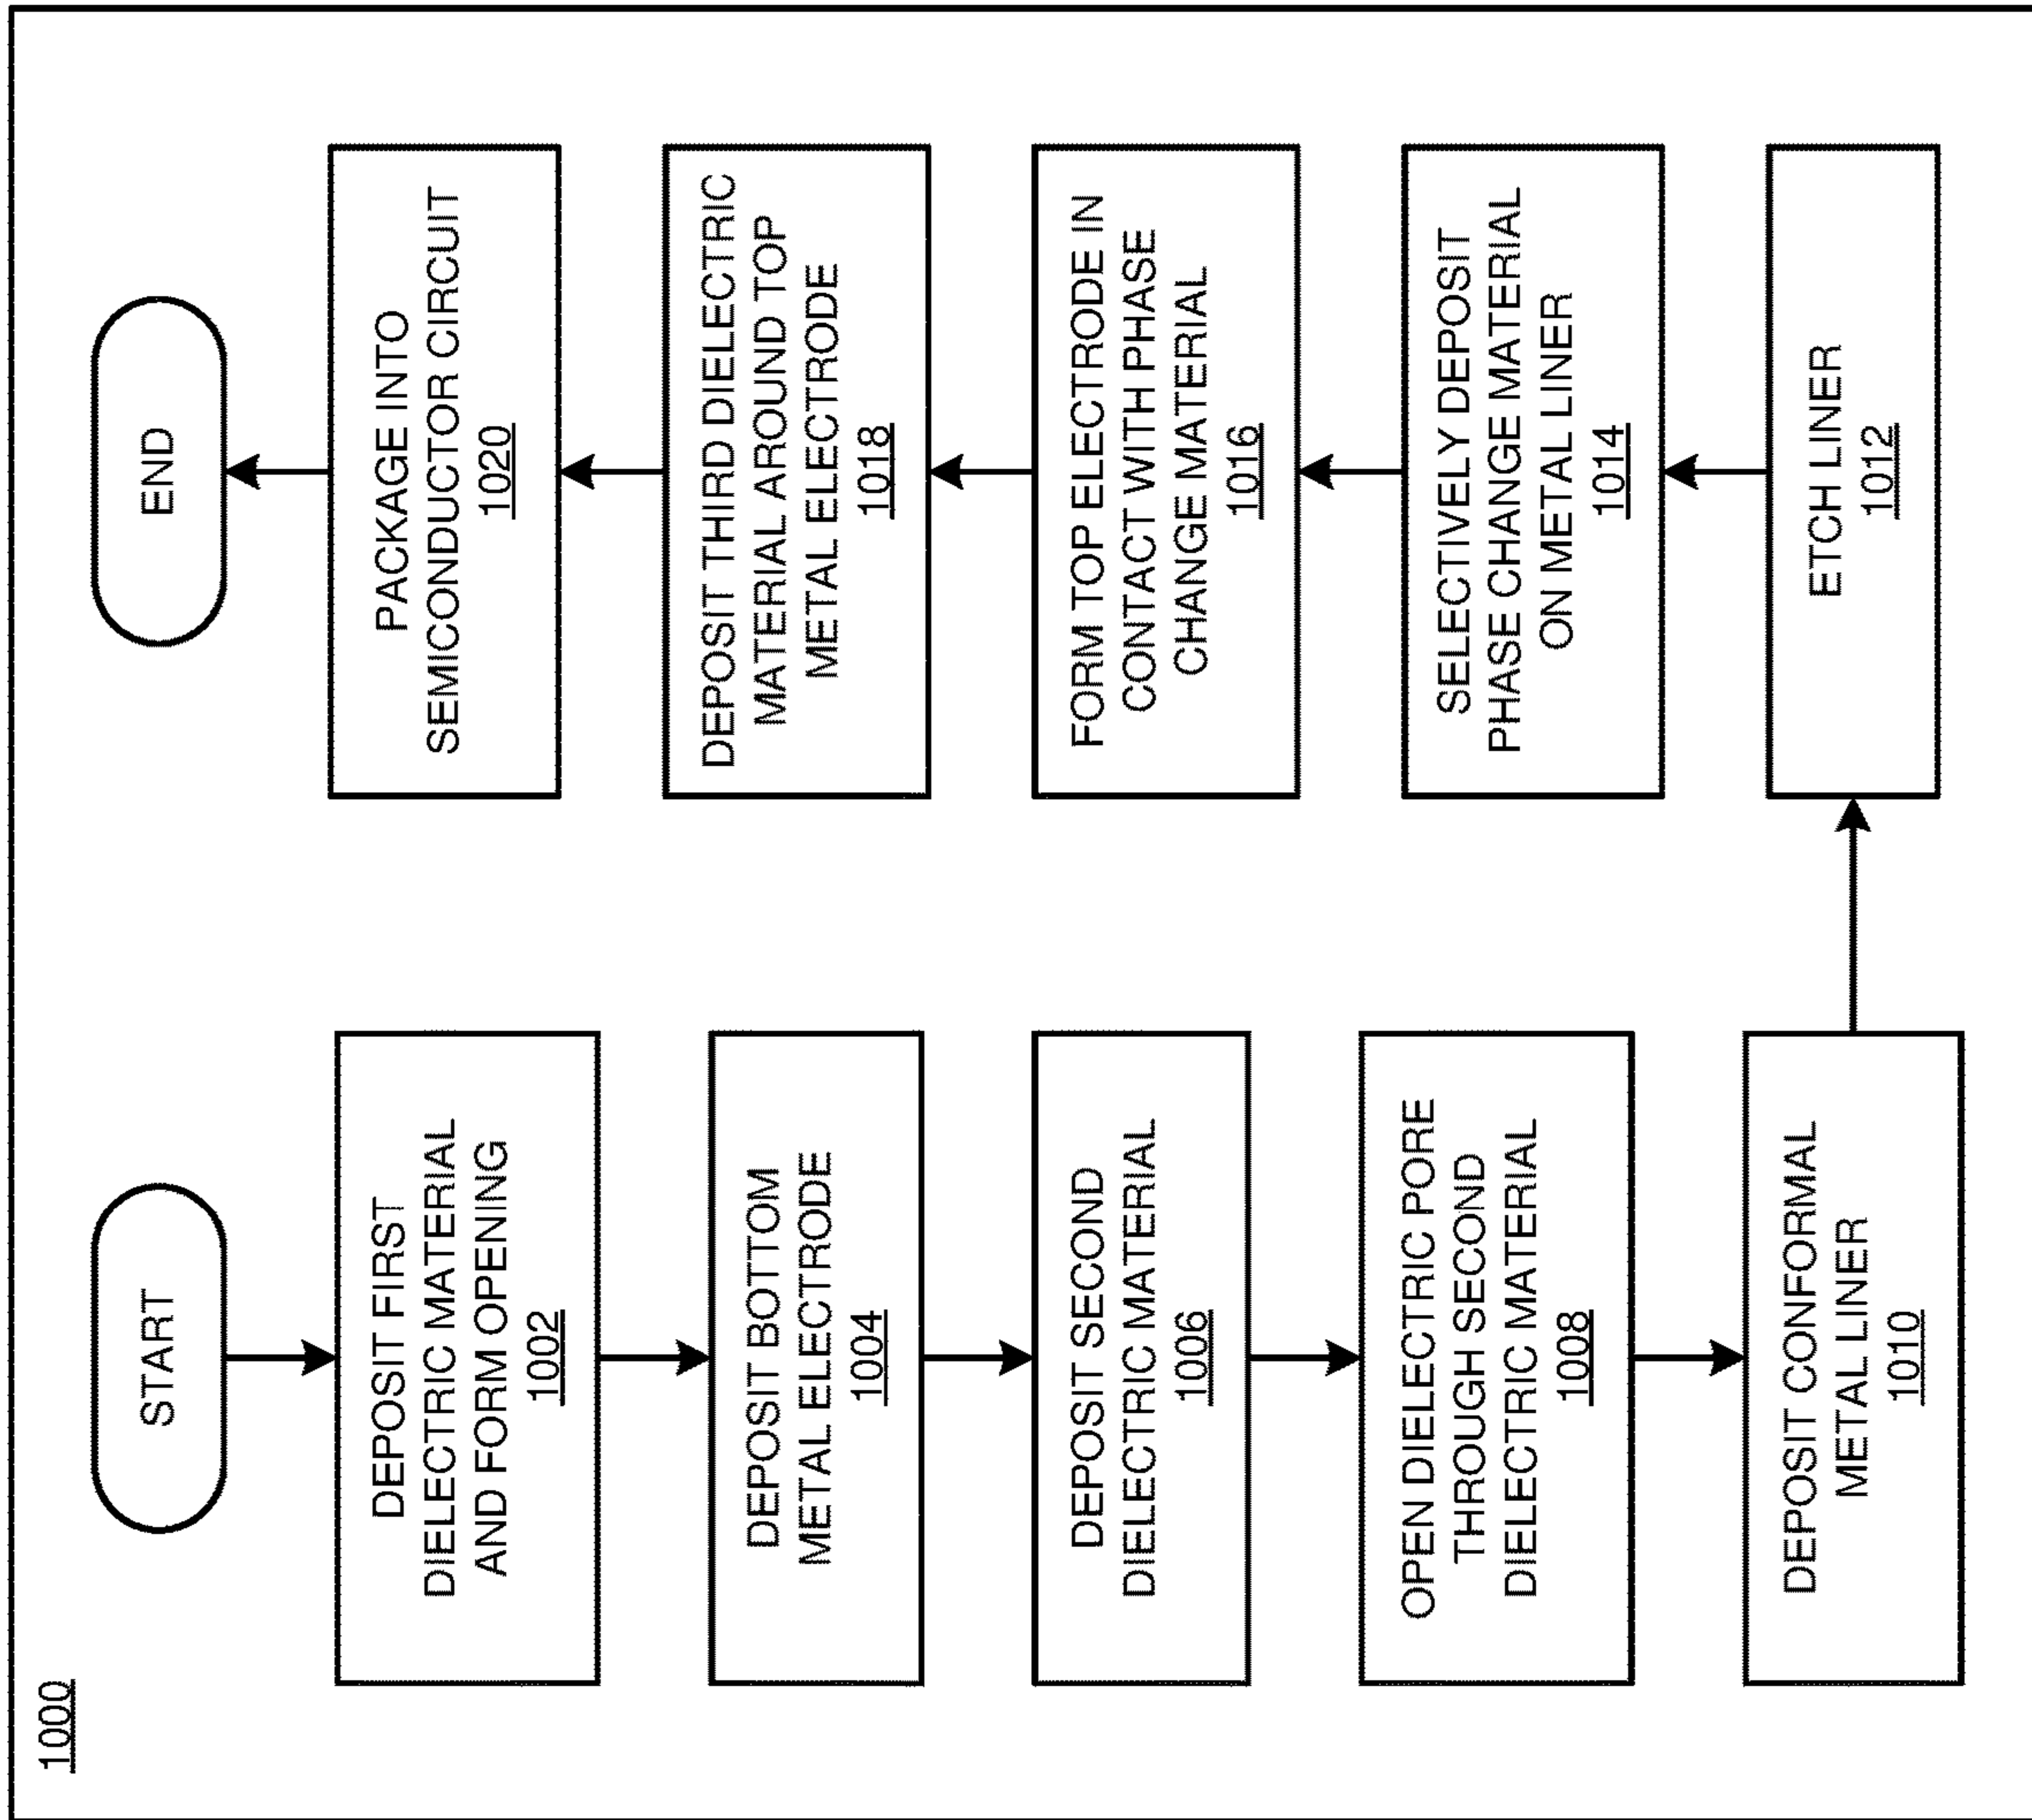 1000
START
DEPOSIT FIRST
DIELECTRIC MATERIAL
AND FORM OPENING
1002
DEPOSIT BOTTOM
METAL ELECTRODE
1004
DEPOSIT SECOND
DIELECTRIC MATERIAL
1006
OPEN DIELECTRIC PORE
THROUGH SECOND
DIELECTRIC MATERIAL
1008
DEPOSIT CONFORMAL
METAL LINER
1010
ETCH LINER
1012
SELECTIVELY DEPOSIT
PHASE CHANGE MATERIAL
ON METAL LINER
1014
FORM TOP ELECTRODE IN
CONTACT WITH PHASE
CHANGE MATERIAL
1016
DEPOSIT THIRD DIELECTRIC
MATERIAL AROUND TOP
METAL ELECTRODE
1018
PACKAGE INTO
SEMICONDUCTOR CIRCUIT
1020
END